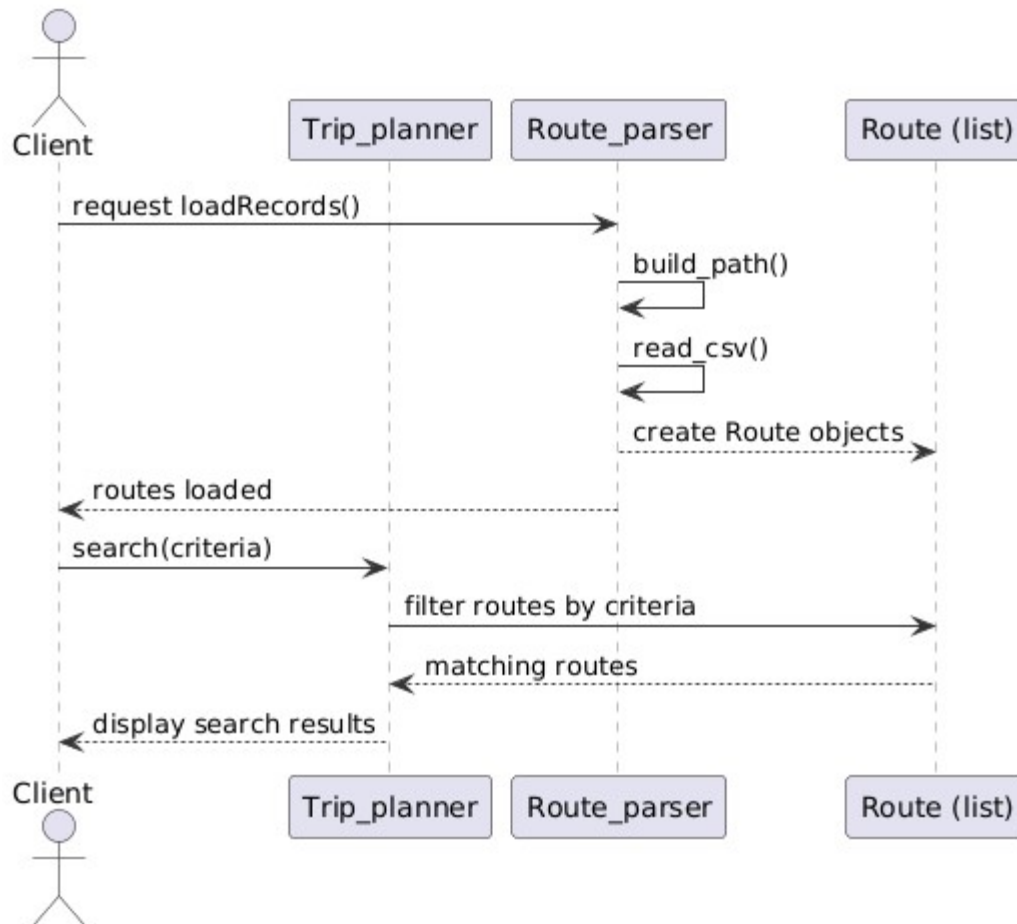 Client
Trip_planner
Route_parser
Route (list)
request loadRecords()
build_path()
read_csv()
create Route objects
routes loaded
search(criteria)
filter routes by criteria
matching routes
display search results
Client
Trip_planner
Route_parser
Route (list)